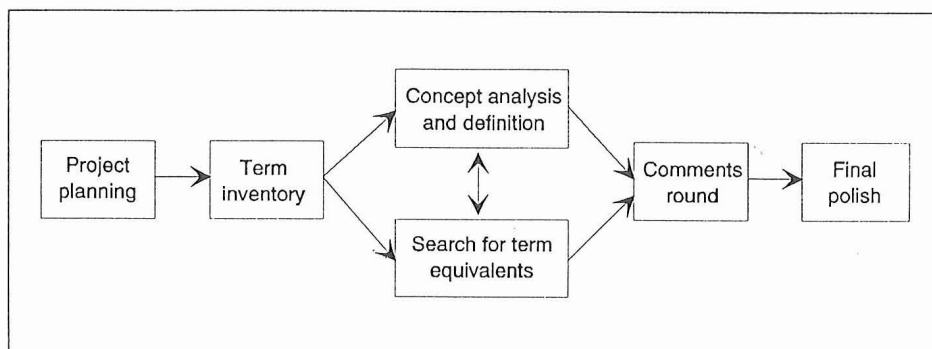 Project
planning
Term
inventory
Concept analysis
and definition
Search for term
equivalents
Comments
round
Final
polish